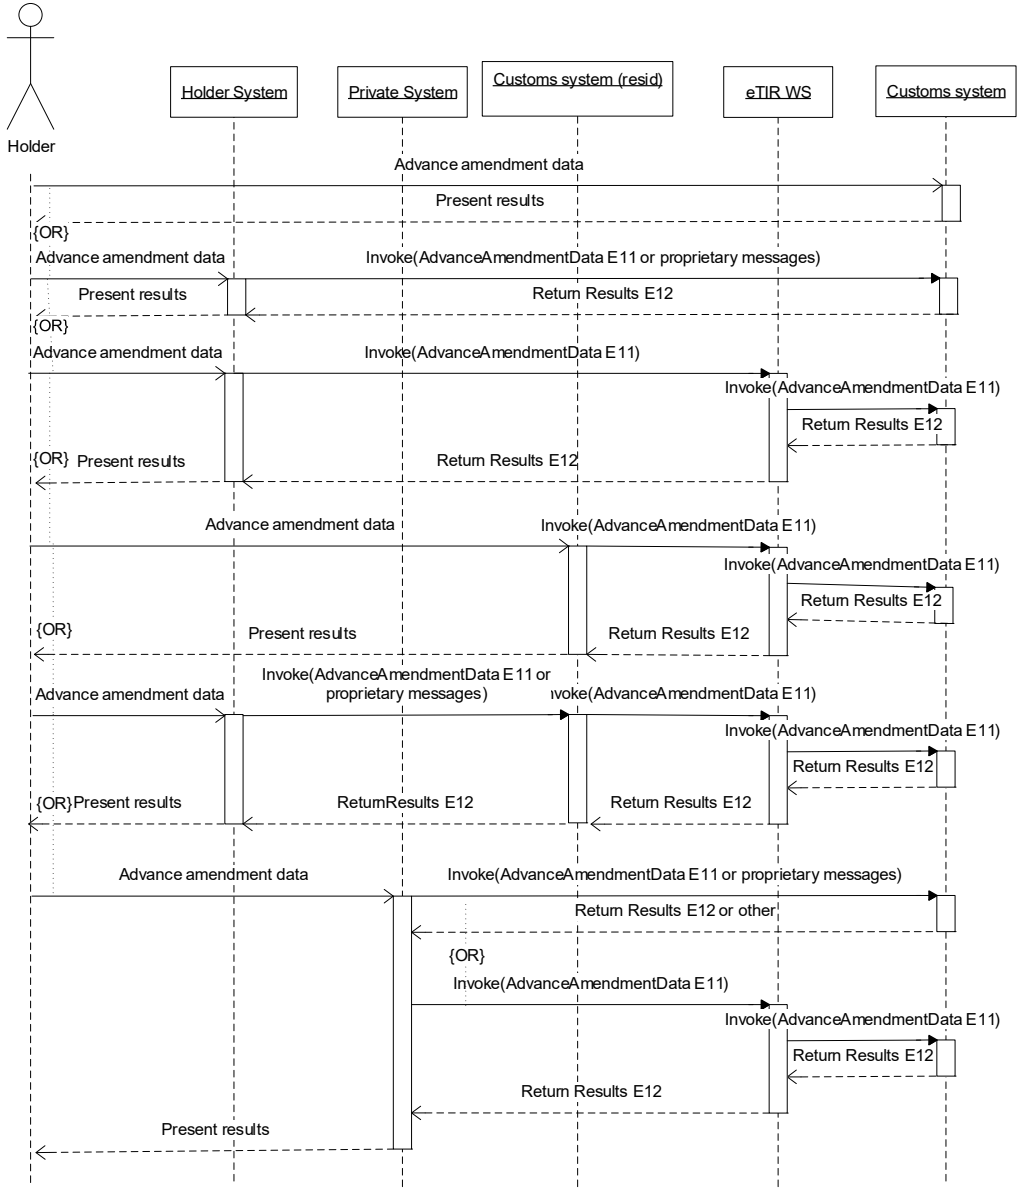 Holder
Holder System
Private System
Customs system (resid)
eTIR WS
Customs system
Advance amendment data
Present results
{OR}
Advance amendment data
Invoke(AdvanceAmendmentData E11 or proprietary messages)
Present results
Return Results E12
{OR}
Advance amendment data
Invoke(AdvanceAmendmentData E11)
Invoke(AdvanceAmendmentData E11)
Return Results E12
{OR}
Present results
Return Results E12
Advance amendment data
Invoke(AdvanceAmendmentData E11)
Invoke(AdvanceAmendmentData E11)
Return Results E12
{OR}
Present results
Return Results E12
Invoke(AdvanceAmendmentData E11 or
proprietary messages)
Advance amendment data
nvoke(AdvanceAmendmentData E11)
Invoke(AdvanceAmendmentData E11)
Return Results E12
{OR}
Present results
ReturnResults E12
Return Results E12
Advance amendment data
Invoke(AdvanceAmendmentData E11 or proprietary messages)
Return Results E12 or other
{OR}
Invoke(AdvanceAmendmentData E11)
Invoke(AdvanceAmendmentData E11)
Return Results E12
Return Results E12
Present results